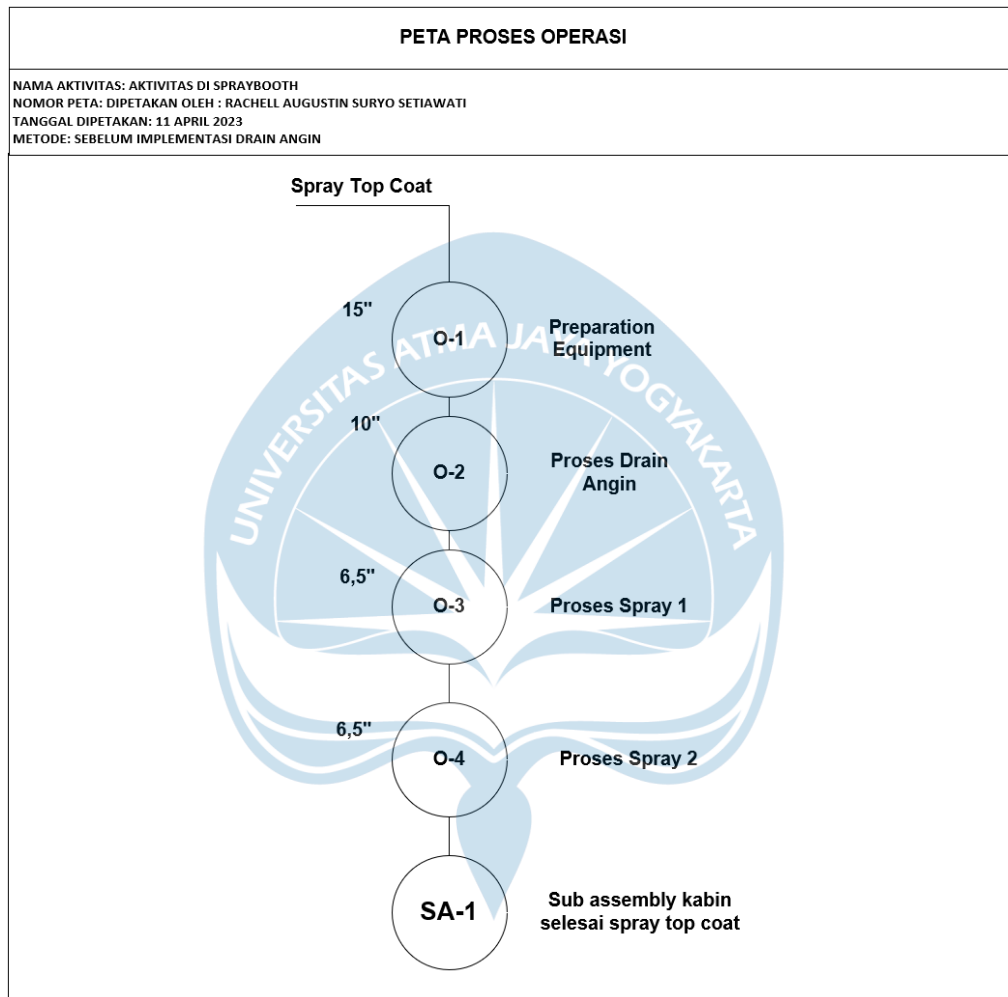 PETA PROSES OPERASI
NAMA AKTIVITAS: AKTIVITAS DI SPRAYBOOTH
NOMOR PETA: DIPETAKAN OLEH : RACHELL AUGUSTIN SURYO SETIAWATI
TANGGAL DIPETAKAN: 11 APRIL 2023
METODE: SEBELUM IMPLEMENTASI DRAIN ANGIN
Spray Top Coat
UNIVERSITAS ATMA JAYA YOGYAKARTA
15"
O-1
Preparation
Equipment
10"
O-2
Proses Drain
Angin
6,5"
O-3
Proses Spray 1
6,5"
O-4
Proses Spray 2
SA-1
Sub assembly kabin
selesai spray top coat